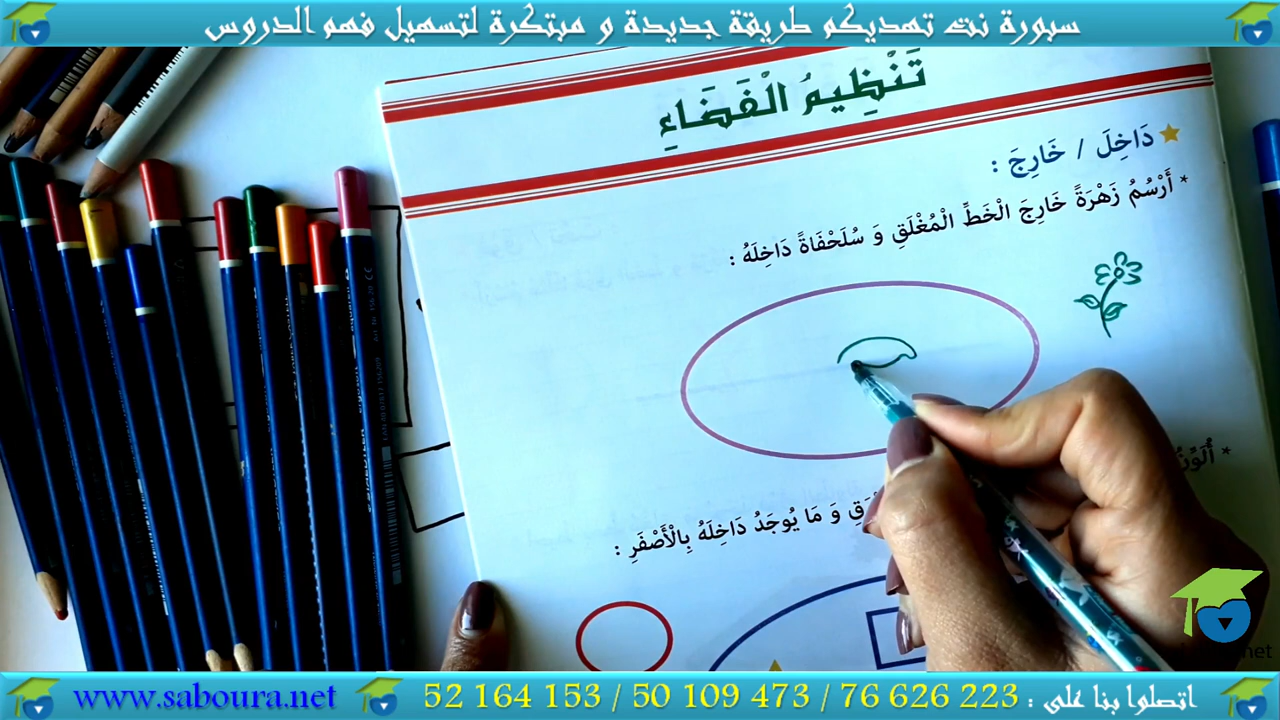 سبورة نت تهديكم طريقة جديدة و مبتكرة لتسهيل فهم الدروس
تَنْظِيمُ الْفَضَاءِ
دَاخِلَ / خَارِجَ :
* أَرْسُمُ زَهْرَةً خَارِجَ الْخَطِّ الْمُغْلَقِ وَ سُلَحْفَاةً دَاخِلَهُ :
* أُلَوِّنُ
وَ مَا يُوجَدُ دَاخِلَهُ بِالْأَصْفَرِ :
اتصلوا بنا على : 52 164 153 / 50 109 473 / 76 626 223
www.saboura.net